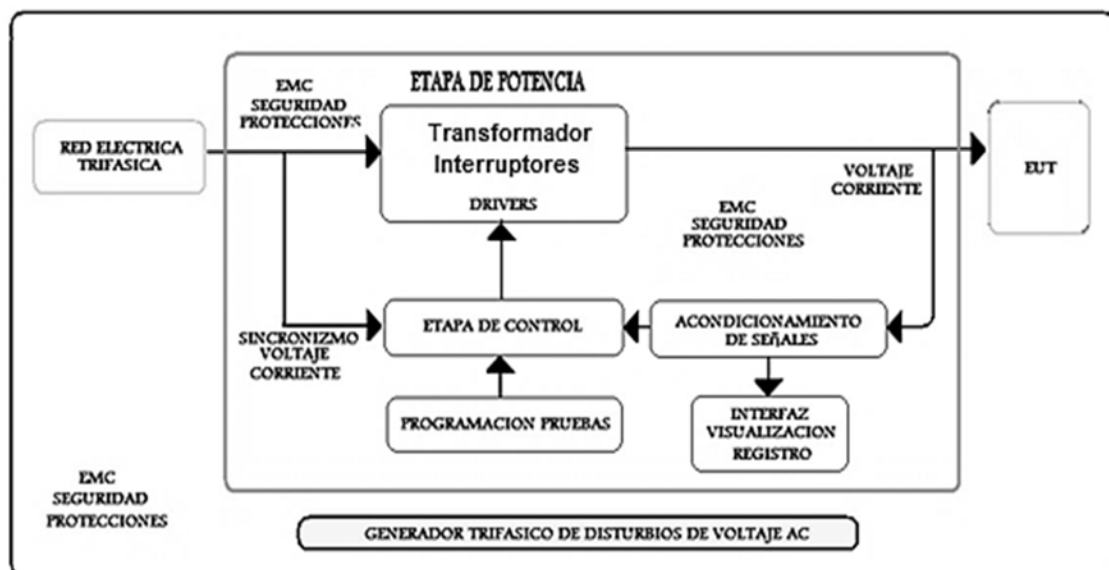 ETAPA DE POTENCIA
EMC
SEGURIDAD
PROTECCIONES
RED ELECTRICA
TRIFASICA
Transformador
Interruptores
DRIVERS
VOLTAJE
CORRIENTE
EUT
EMC
SEGURIDAD
PROTECCIONES
SINCRONIZMO
VOLTAJE
CORRIENTE
ETAPA DE CONTROL
ACONDICIONAMIENTO
DE SEÑALES
PROGRAMACION PRUEBAS
INTERFAZ
VISUALIZACION
REGISTRO
EMC
SEGURIDAD
PROTECCIONES
GENERADOR TRIFASICO DE DISTURBIOS DE VOLTAJE AC